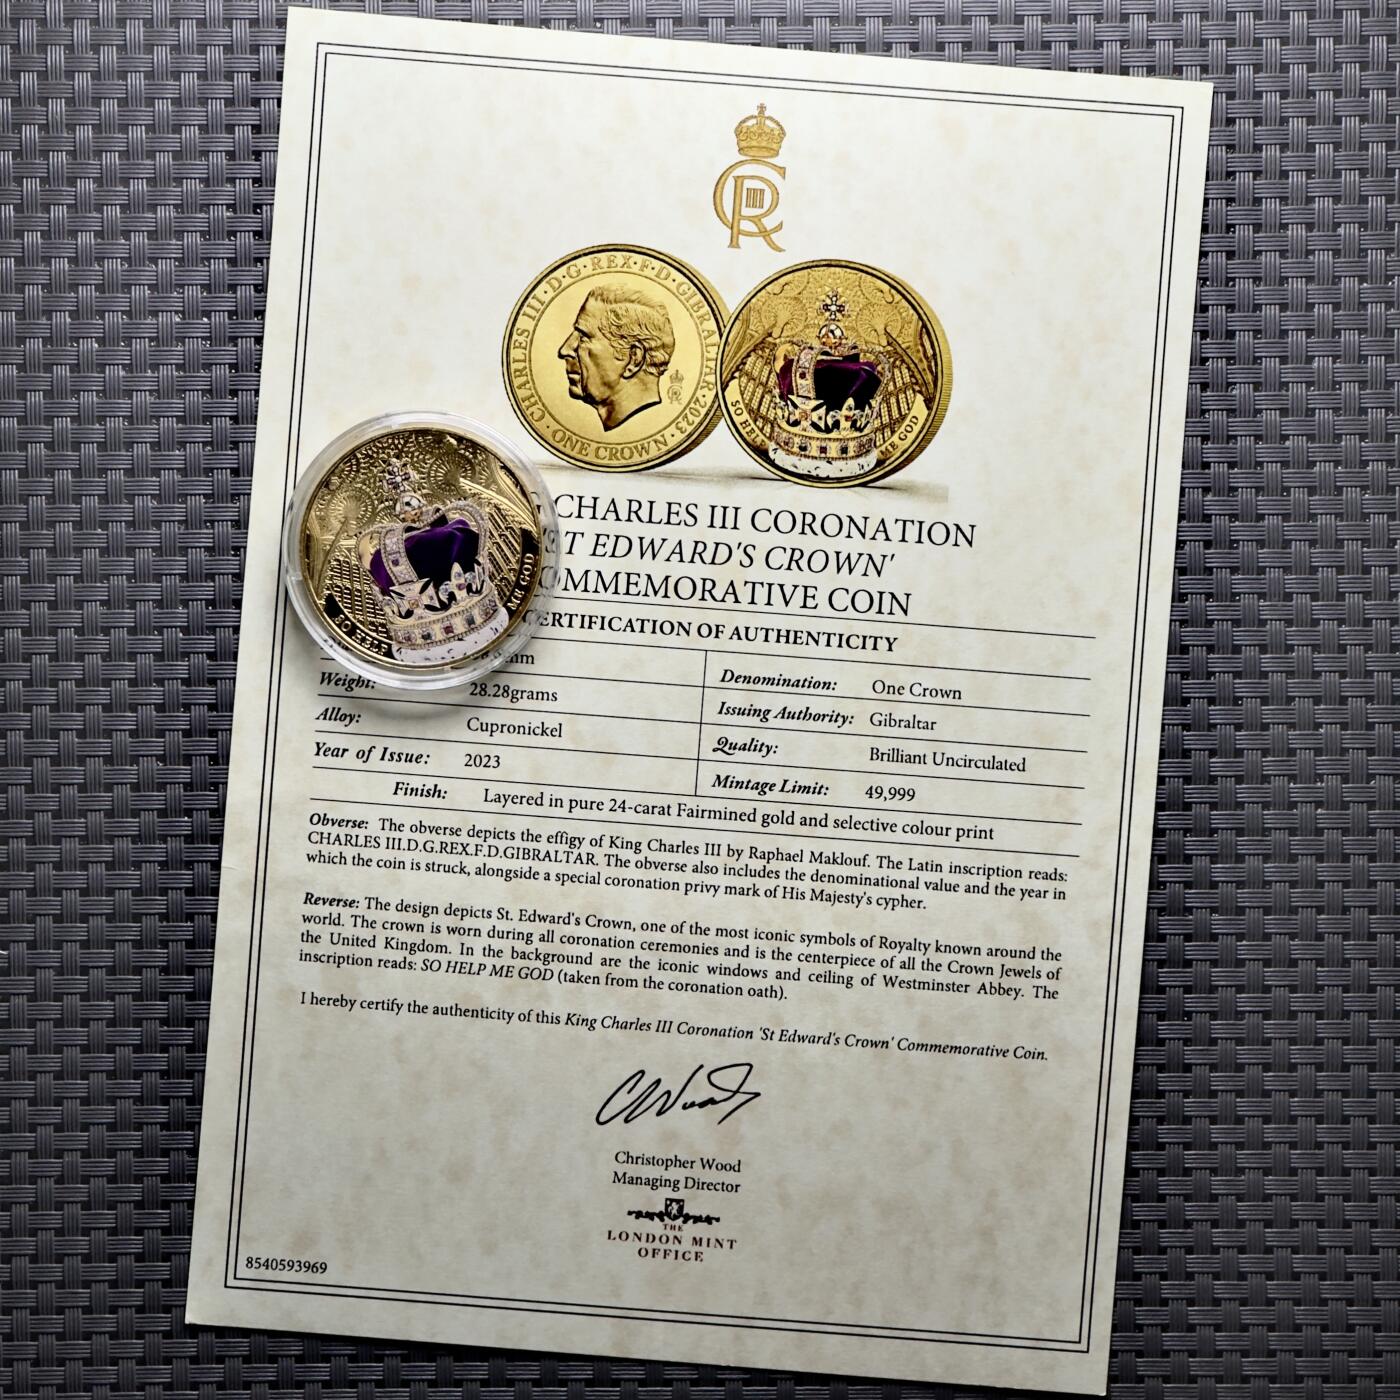 CHARLES III · D · G · REX · F · D · GIBRALTAR · 2023 ·
· ONE CROWN ·
SO HELP
ME GOD
CHARLES III CORONATION
EDWARD'S CROWN'
COMMEMORATIVE COIN
CERTIFICATION OF AUTHENTICITY
SO HELP
ME GOD
mm
Weight: 28.28grams
Alloy: Cupronickel
Year of Issue: 2023
Denomination: One Crown
Issuing Authority: Gibraltar
Quality: Brilliant Uncirculated
Mintage Limit: 49,999
Finish: Layered in pure 24-carat Fairmined gold and selective colour print
Obverse: The obverse depicts the effigy of King Charles III by Raphael Maklouf. The Latin inscription reads:
CHARLES III.D.G.REX.F.D.GIBRALTAR. The obverse also includes the denominational value and the year in
which the coin is struck, alongside a special coronation privy mark of His Majesty's cypher.
Reverse: The design depicts St. Edward's Crown, one of the most iconic symbols of Royalty known around the
world. The crown is worn during all coronation ceremonies and is the centerpiece of all the Crown Jewels of
the United Kingdom. In the background are the iconic windows and ceiling of Westminster Abbey. The
inscription reads: SO HELP ME GOD (taken from the coronation oath).
I hereby certify the authenticity of this King Charles III Coronation 'St Edward's Crown' Commemorative Coin.
Christopher Wood
Managing Director
THE
LONDON MINT
OFFICE
8540593969